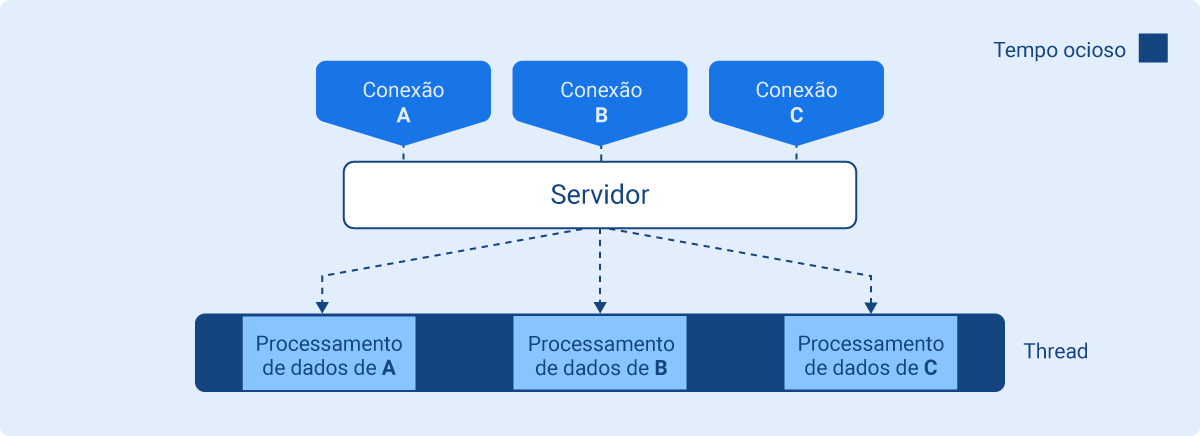 Tempo ocioso
Conexão
A
Conexão
B
Conexão
C
Servidor
Processamento
de dados de A
Processamento
de dados de B
Processamento
de dados de C
Thread